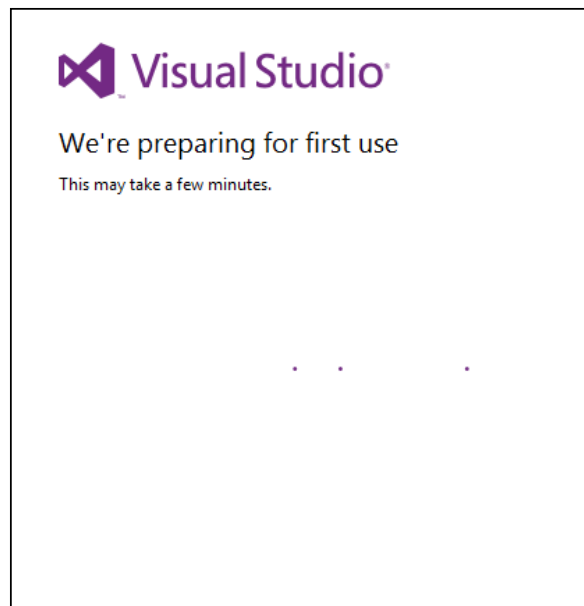 Visual Studio®
We're preparing for first use
This may take a few minutes.